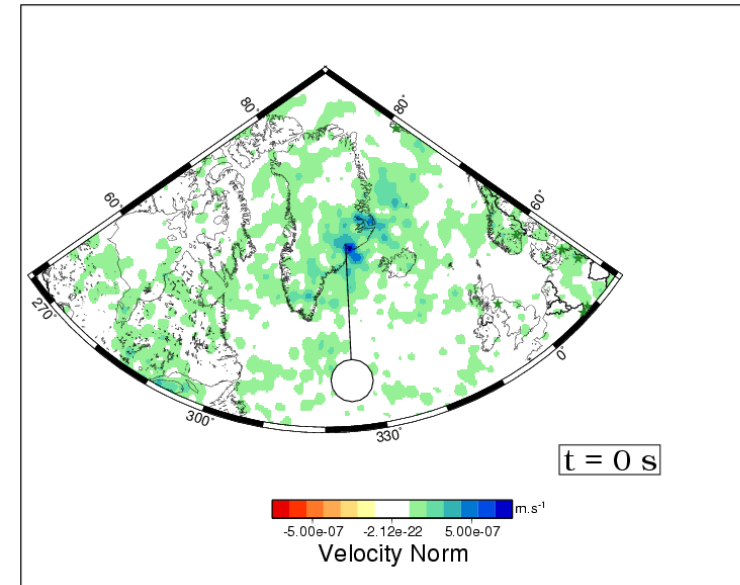 80° 80°
60° 60°
270° 0°
300° 330°
t = 0 s
m.s⁻¹
-5.00e-07 -2.12e-22 5.00e-07
Velocity Norm